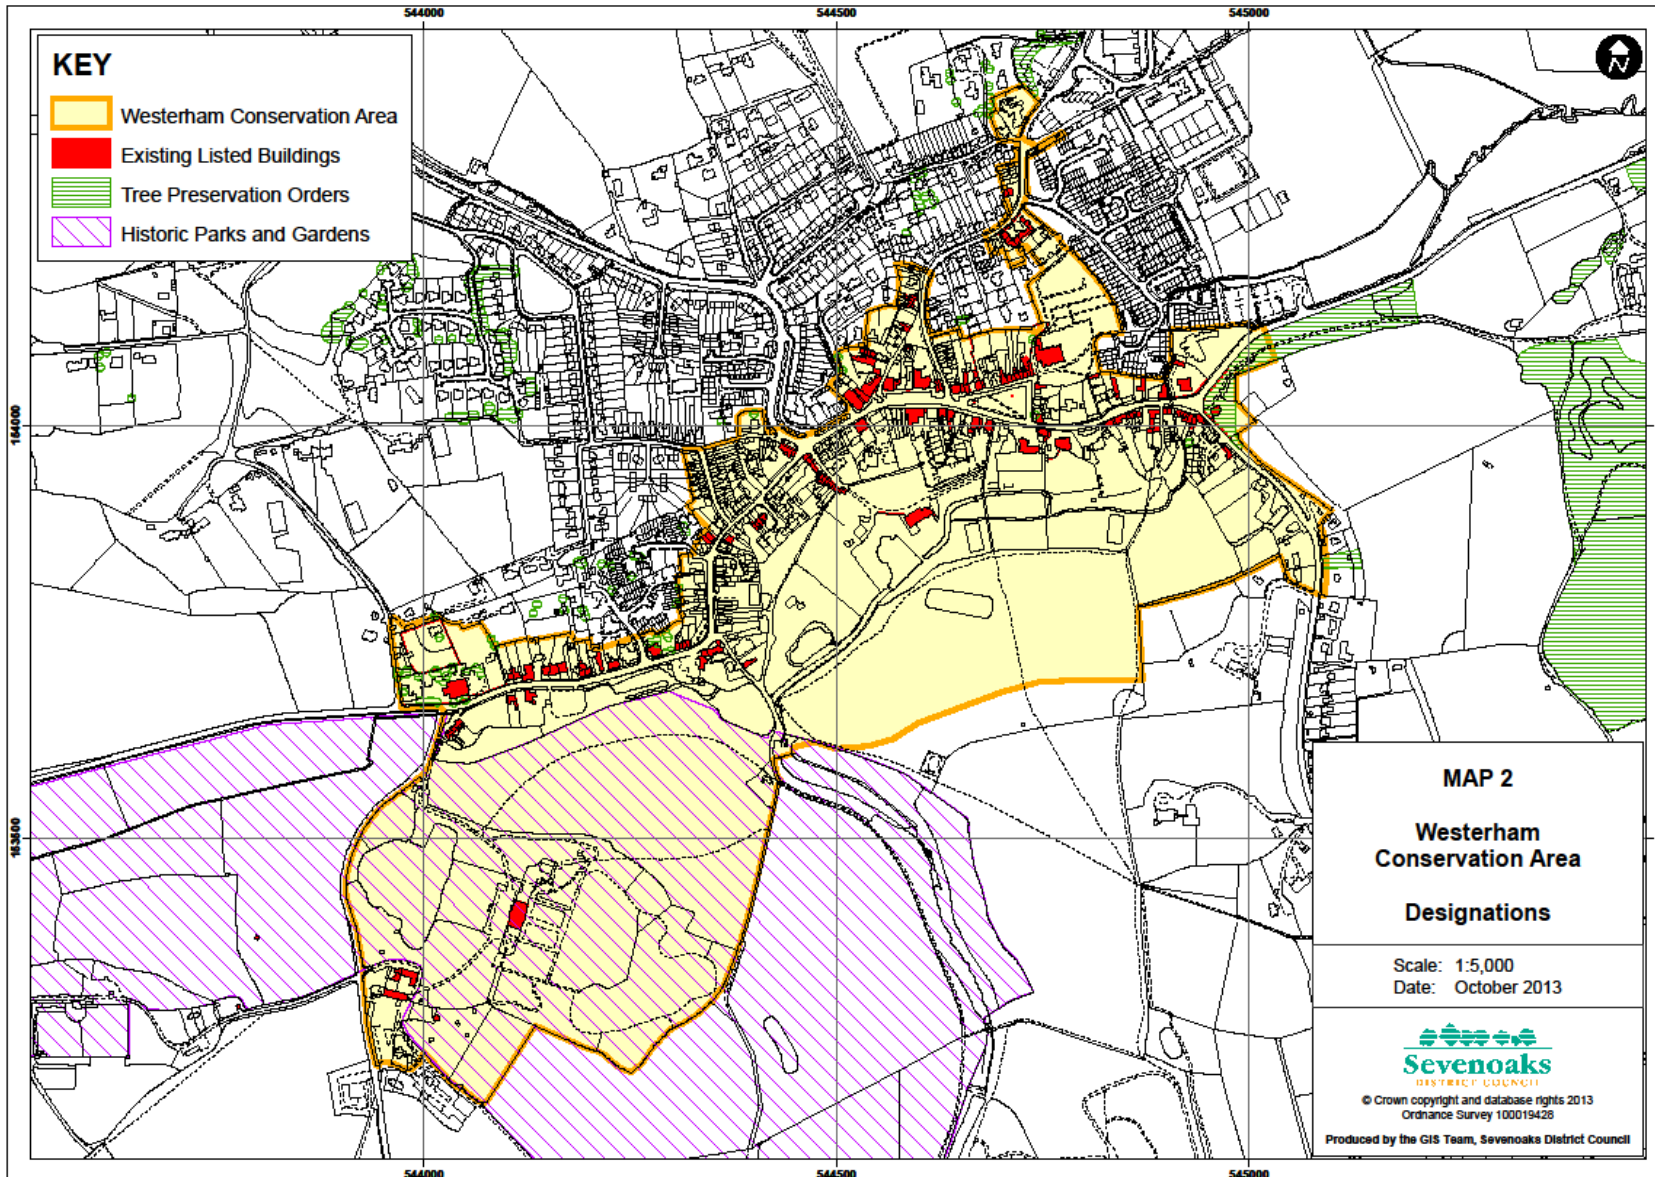 544000
544500
545000
KEY
Westerham Conservation Area
Existing Listed Buildings
Tree Preservation Orders
Historic Parks and Gardens
N
164000
163500
MAP 2
Westerham
Conservation Area
Designations
Scale: 1:5,000
Date: October 2013
Sevenoaks
DISTRICT COUNCIL
© Crown copyright and database rights 2013
Ordnance Survey 100019428
Produced by the GIS Team, Sevenoaks District Council
544000
544500
545000